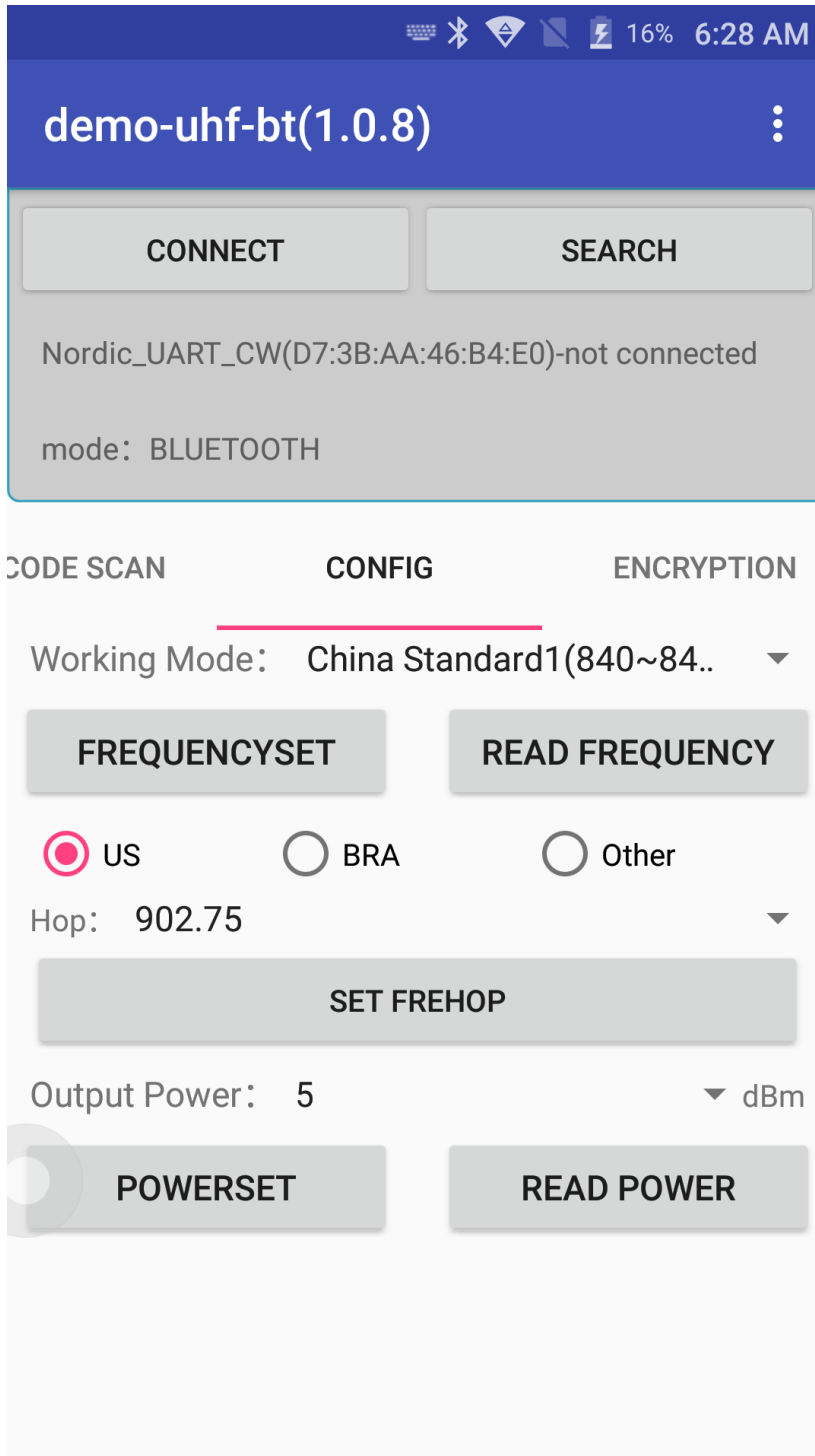 16% 6:28 AM
demo-uhf-bt(1.0.8)
CONNECT SEARCH
Nordic_UART_CW(D7:3B:AA:46:B4:E0)-not connected
mode：BLUETOOTH
CODE SCAN CONFIG ENCRYPTION
Working Mode： China Standard1(840~84..
FREQUENCYSET READ FREQUENCY
US BRA Other
Hop： 902.75
SET FREHOP
Output Power： 5 dBm
POWERSET READ POWER